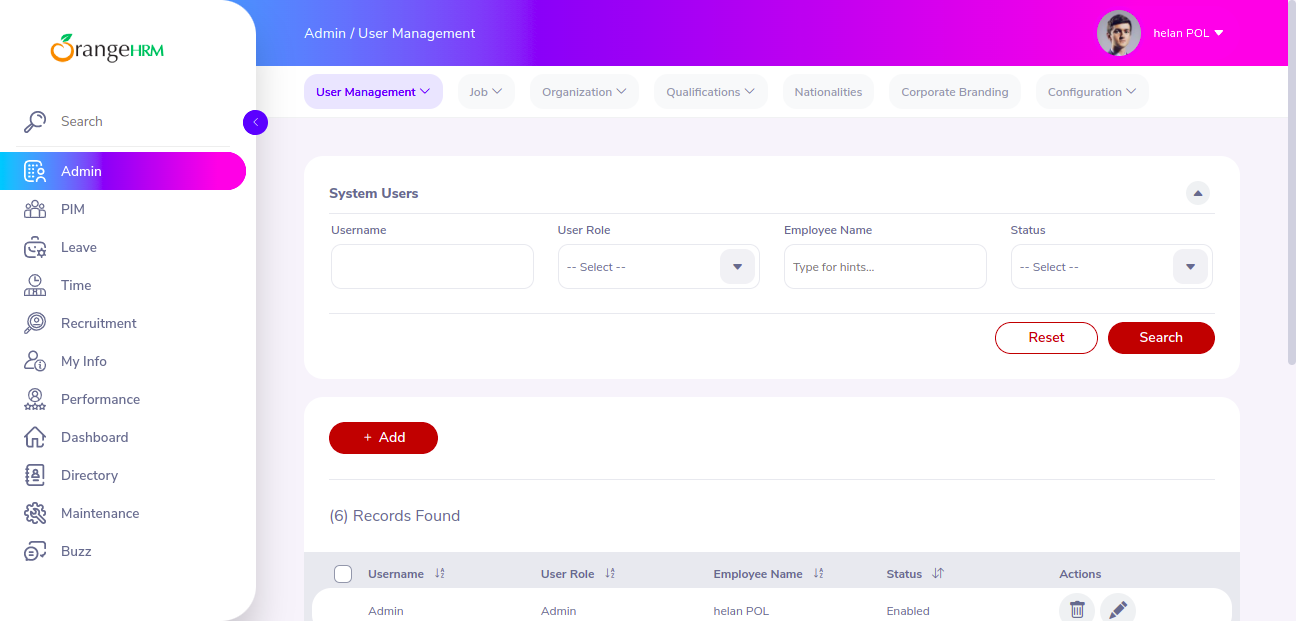 OrangeHRM
Search
Admin
PIM
Leave
Time
Recruitment
My Info
Performance
Dashboard
Directory
Maintenance
Buzz
Admin / User Management
helan POL
User Management
Job
Organization
Qualifications
Nationalities
Corporate Branding
Configuration
System Users
Username
User Role
Employee Name
Status
-- Select --
Type for hints...
-- Select --
Reset
Search
+ Add
(6) Records Found
Username
User Role
Employee Name
Status
Actions
Admin
Admin
helan POL
Enabled